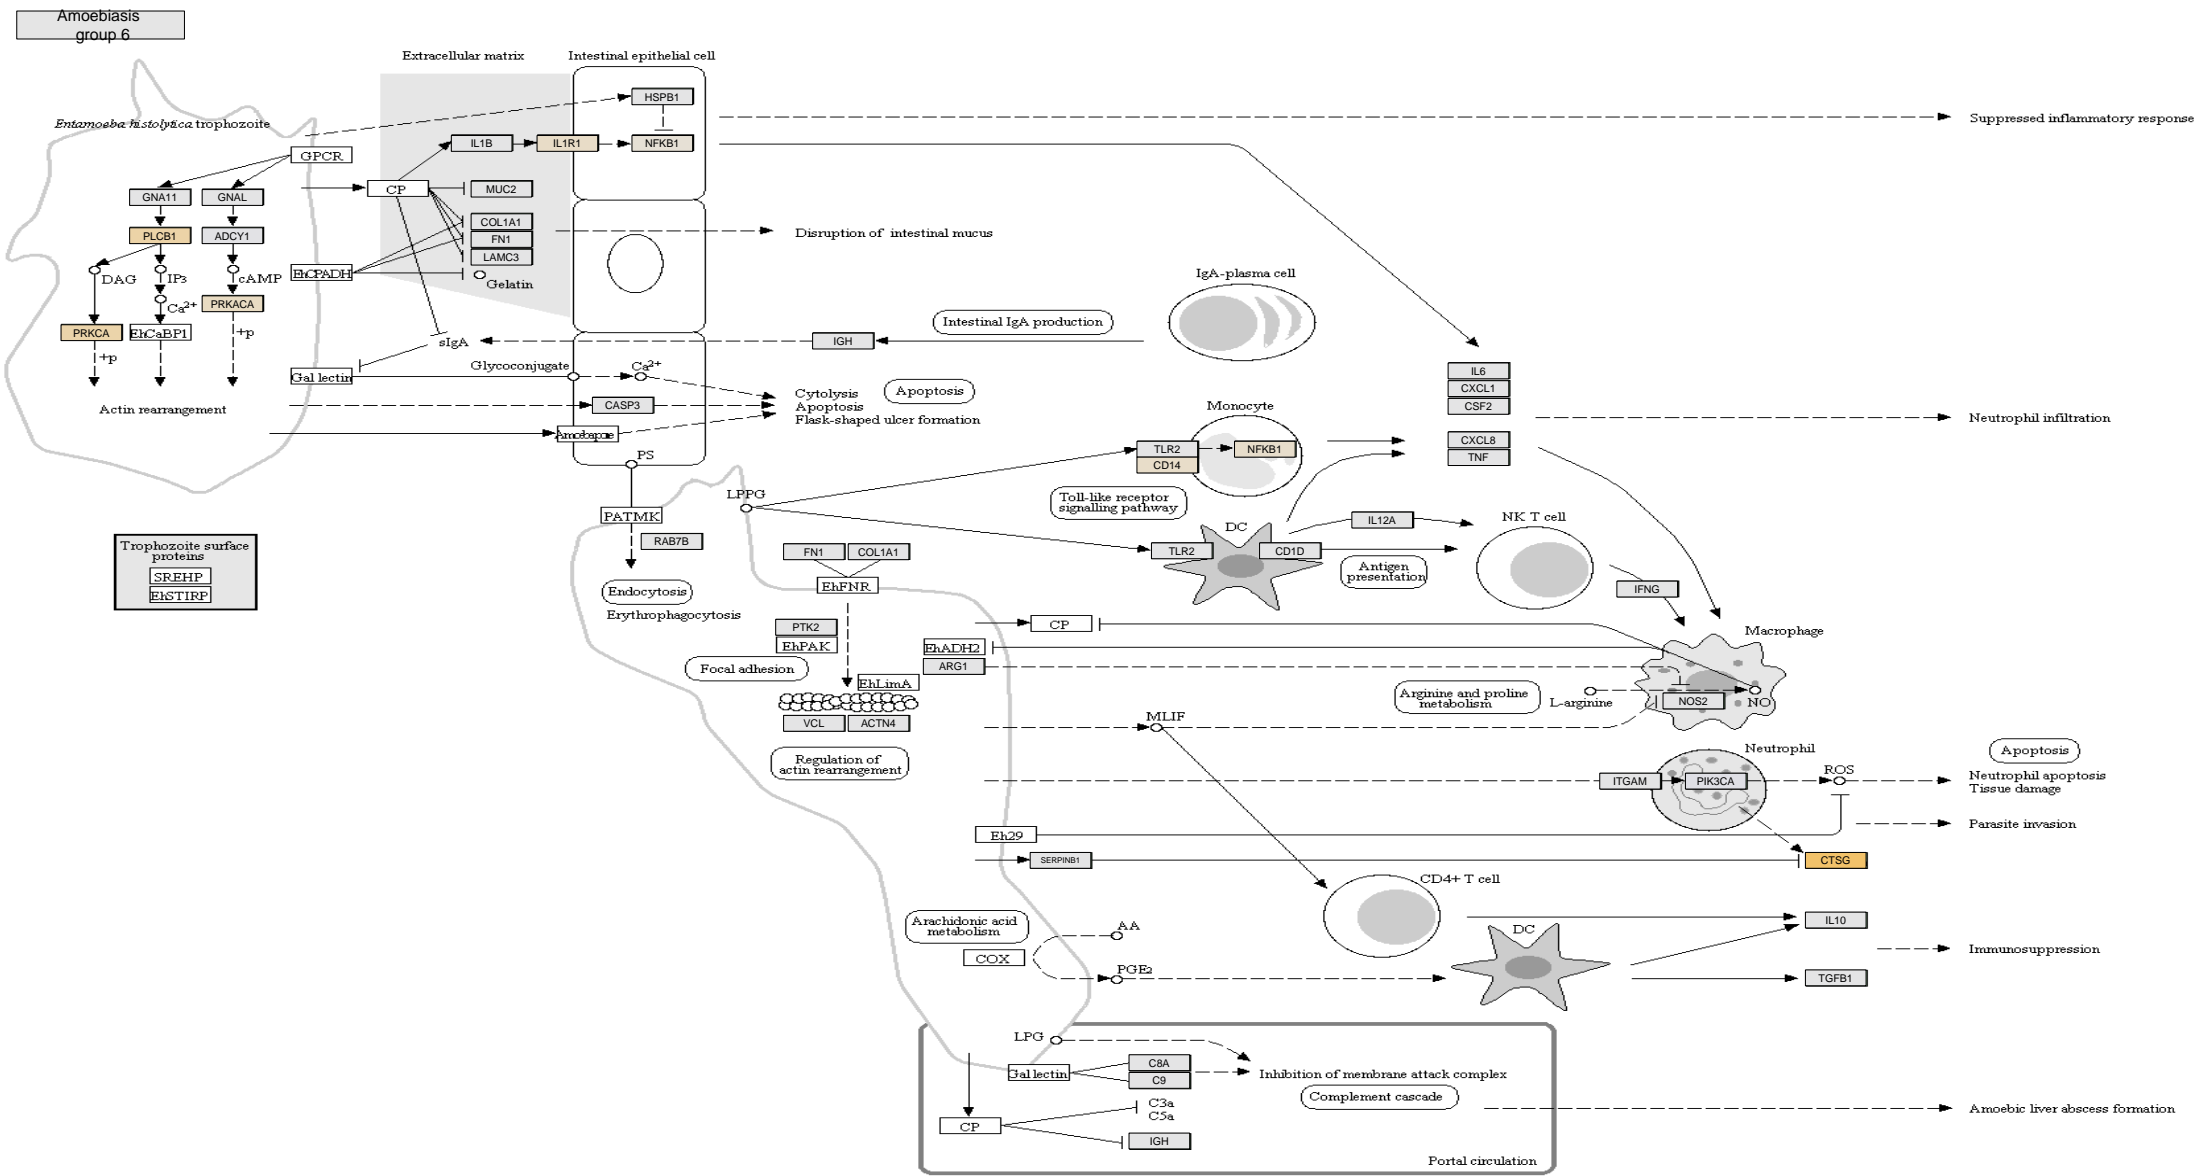 Amoebiasis
group 6
Extracellular matrix
Intestinal epithelial cell
HSPB1
Entamoeba histolytica trophozoite
Suppressed inflammatory response
IL1B
IL1R1
NFKB1
GPCR
CP
MUC2
GNA11
GNAL
COL1A1
FN1
LAMC3
Disruption of intestinal mucus
PLCB1
ADCY1
EhCPADH
Gelatin
DAG
IP3
cAMP
Ca2+
PRKACA
IgA-plasma cell
PRKCA
EhCaBP1
+p
+p
Intestinal IgA production
sIgA
IGH
Gal lectin
Glycoconjugate
Ca2+
Actin rearrangement
CASP3
Cytolysis
Apoptosis
Flask-shaped ulcer formation
Apoptosis
IL6
CXCL1
CSF2
CXCL8
TNF
Neutrophil infiltration
Monocyte
TLR2
CD14
NFKB1
PS
LPPG
Toll-like receptor
signalling pathway
PATMK
RAB7B
DC
IL12A
NK T cell
TLR2
CD1D
Antigen
presentation
Trophozoite surface
proteins
SREHP
EhSTIRP
FN1
COL1A1
EhFNR
Endocytosis
Erythrophagocytosis
IFNG
CP
Macrophage
PTK2
EhPAK
EhADH2
ARG1
Focal adhesion
EhLimA
Arginine and proline
metabolism
L-arginine
NOS2
NO
VCL
ACTN4
MLIF
Regulation of
actin rearrangement
Neutrophil
Apoptosis
ITGAM
PIK3CA
ROS
Neutrophil apoptosis
Tissue damage
Eh29
Parasite invasion
SERPINB1
CTSG
CD4+ T cell
Arachidonic acid
metabolism
AA
IL10
COX
DC
PGE2
Immunosuppression
TGFB1
LPG
Gal lectin
C8A
C9
Inhibition of membrane attack complex
Complement cascade
C3a
C5a
Amoebic liver abscess formation
CP
IGH
Portal circulation